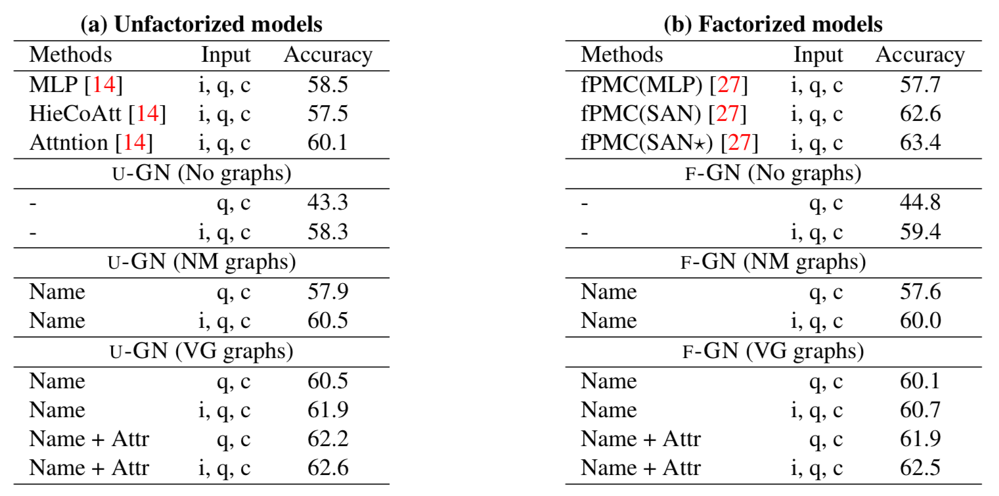 (a) Unfactorized models
Methods Input Accuracy
MLP [14] i, q, c 58.5
HieCoAtt [14] i, q, c 57.5
Attntion [14] i, q, c 60.1
U-GN (No graphs)
- q, c 43.3
- i, q, c 58.3
U-GN (NM graphs)
Name q, c 57.9
Name i, q, c 60.5
U-GN (VG graphs)
Name q, c 60.5
Name i, q, c 61.9
Name + Attr q, c 62.2
Name + Attr i, q, c 62.6
(b) Factorized models
Methods Input Accuracy
fPMC(MLP) [27] i, q, c 57.7
fPMC(SAN) [27] i, q, c 62.6
fPMC(SAN⋆) [27] i, q, c 63.4
F-GN (No graphs)
- q, c 44.8
- i, q, c 59.4
F-GN (NM graphs)
Name q, c 57.6
Name i, q, c 60.0
F-GN (VG graphs)
Name q, c 60.1
Name i, q, c 60.7
Name + Attr q, c 61.9
Name + Attr i, q, c 62.5